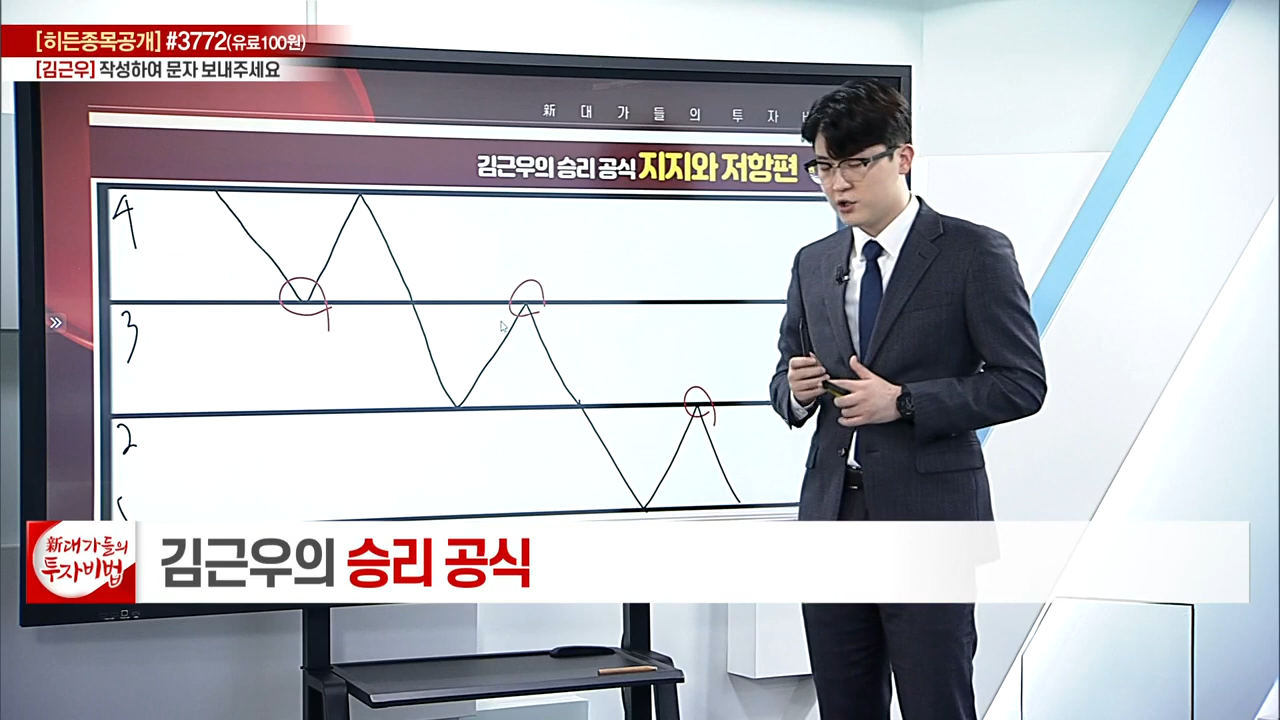 [히든종목공개] #3772(유료100원)
[김근우] 작성하여 문자 보내주세요
新 대 가 들 의 투 자
김근우의 승리 공식 지지와 저항편
4
3
2
新대가들의
투자비법
김근우의 승리 공식